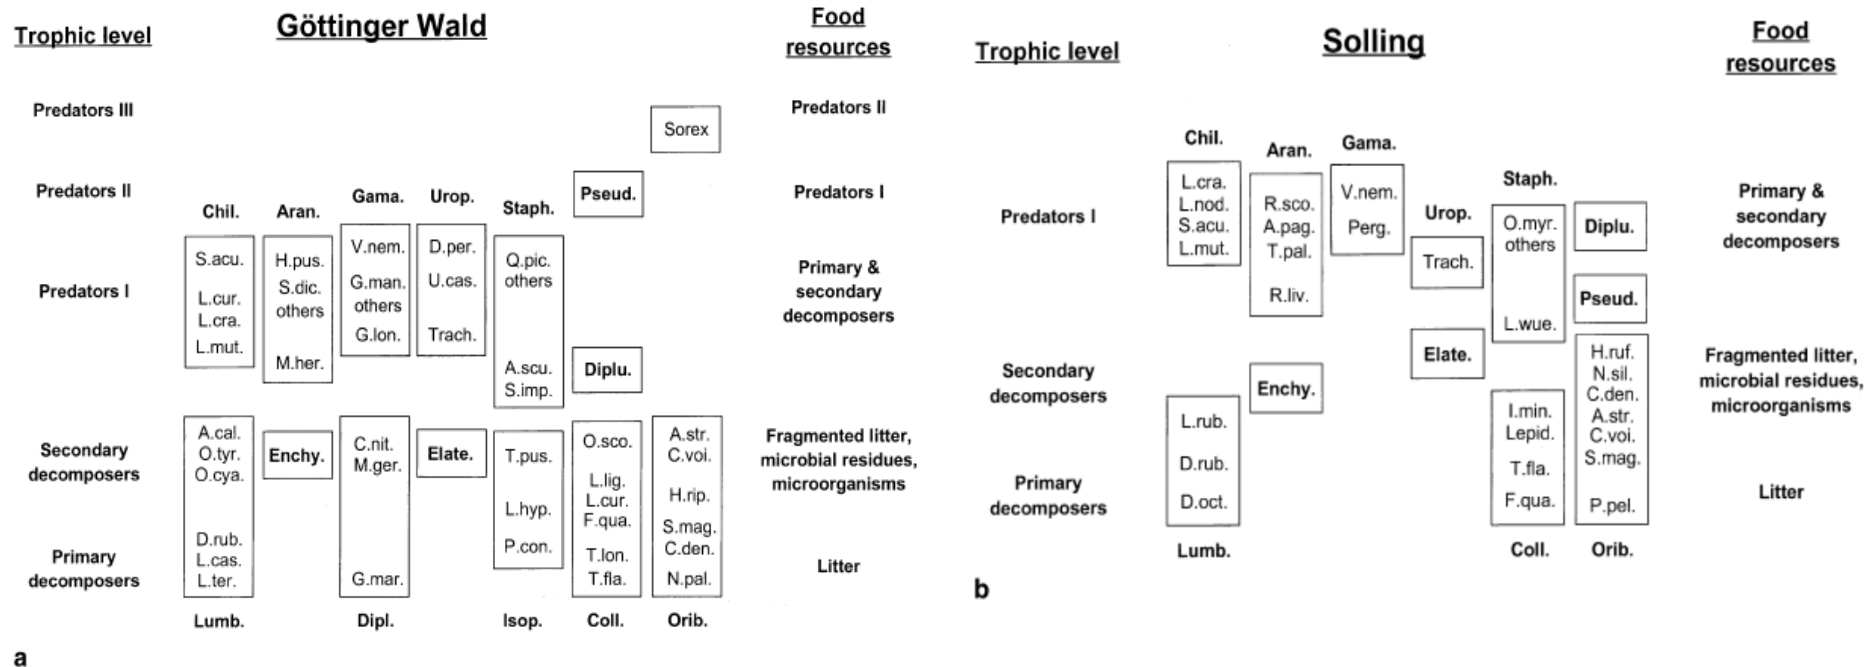 Göttinger Wald
Trophic level
Food
resources
Predators III
Predators II
Sorex
Predators II
Predators I
Pseud.
Chil.
Aran.
Gama.
Urop.
Staph.
Predators I
S.acu.
L.cur.
L.cra.
L.mut.
H.pus.
S.dic.
others
M.her.
V.nem.
G.man.
others
G.lon.
D.per.
U.cas.
Trach.
Q.pic.
others
A.scu.
S.imp.
Diplu.
Primary &
secondary
decomposers
Secondary
decomposers
A.cal.
O.tyr.
O.cya.
D.rub.
L.cas.
L.ter.
Enchy.
C.nit.
M.ger.
G.mar.
Elate.
T.pus.
L.hyp.
P.con.
O.sco.
L.lig.
L.cur.
F.qua.
T.lon.
T.fla.
A.str.
C.voi.
H.rip.
S.mag.
C.den.
N.pal.
Fragmented litter,
microbial residues,
microorganisms
Primary
decomposers
Litter
Lumb.
Dipl.
Isop.
Coll.
Orib.
a
Solling
Trophic level
Food
resources
Chil.
Aran.
Gama.
Urop.
Staph.
Predators I
L.cra.
L.nod.
S.acu.
L.mut.
R.sco.
A.pag.
T.pal.
R.liv.
V.nem.
Perg.
Trach.
O.myr.
others
L.wue.
Diplu.
Pseud.
Primary &
secondary
decomposers
Secondary
decomposers
Enchy.
Elate.
Fragmented litter,
microbial residues,
microorganisms
L.rub.
D.rub.
D.oct.
I.min.
Lepid.
T.fla.
F.qua.
H.ruf.
N.sil.
C.den.
A.str.
C.voi.
S.mag.
P.pel.
Primary
decomposers
Litter
Lumb.
Coll.
Orib.
b